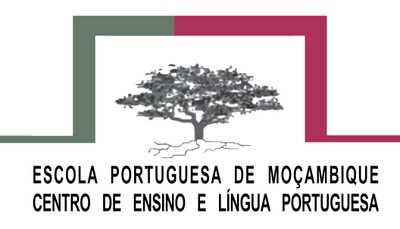 ESCOLA PORTUGUESA DE MOÇAMBIQUE
CENTRO DE ENSINO E LÍNGUA PORTUGUESA